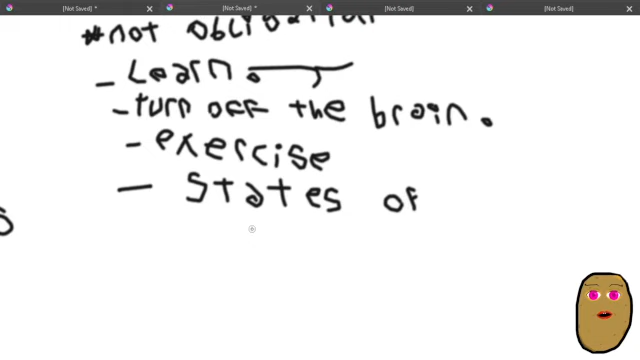 [Not Saved] * [Not Saved] * [Not Saved] [Not Saved]
*not
- Learn.
- turn off the brain.
- exercise
- states of